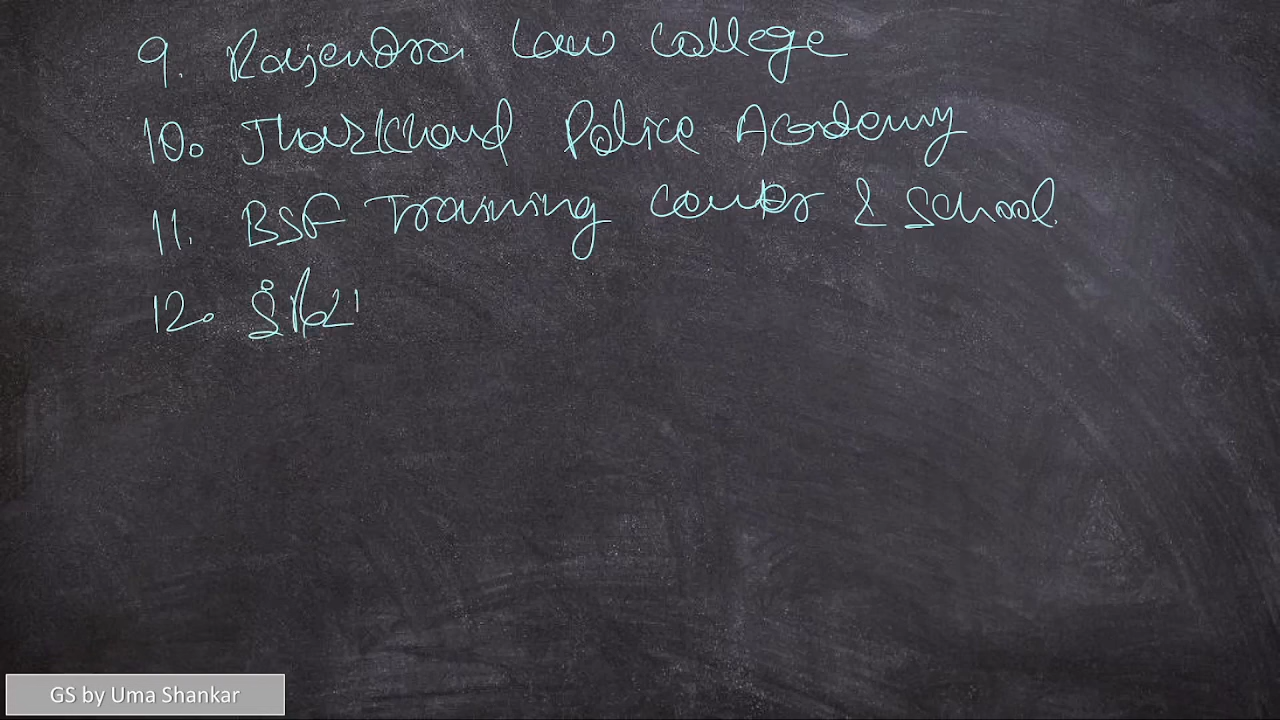 9. Rajendra Law College
10. Jharkhand Police Academy
11. BSF Training Center & School
12.
GS by Uma Shankar